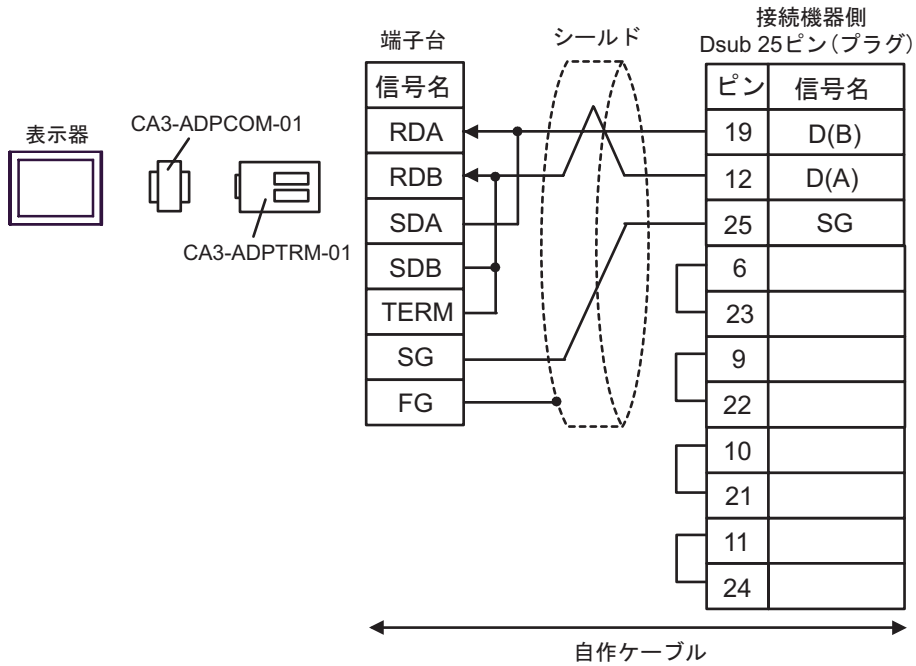 表示器
CA3-ADPCOM-01
CA3-ADPTRM-01
端子台
信号名
RDA
RDB
SDA
SDB
TERM
SG
FG
シールド
接続機器側
Dsub 25ピン(プラグ)
ピン 信号名
19 D(B)
12 D(A)
25 SG
6
23
9
22
10
21
11
24
自作ケーブル